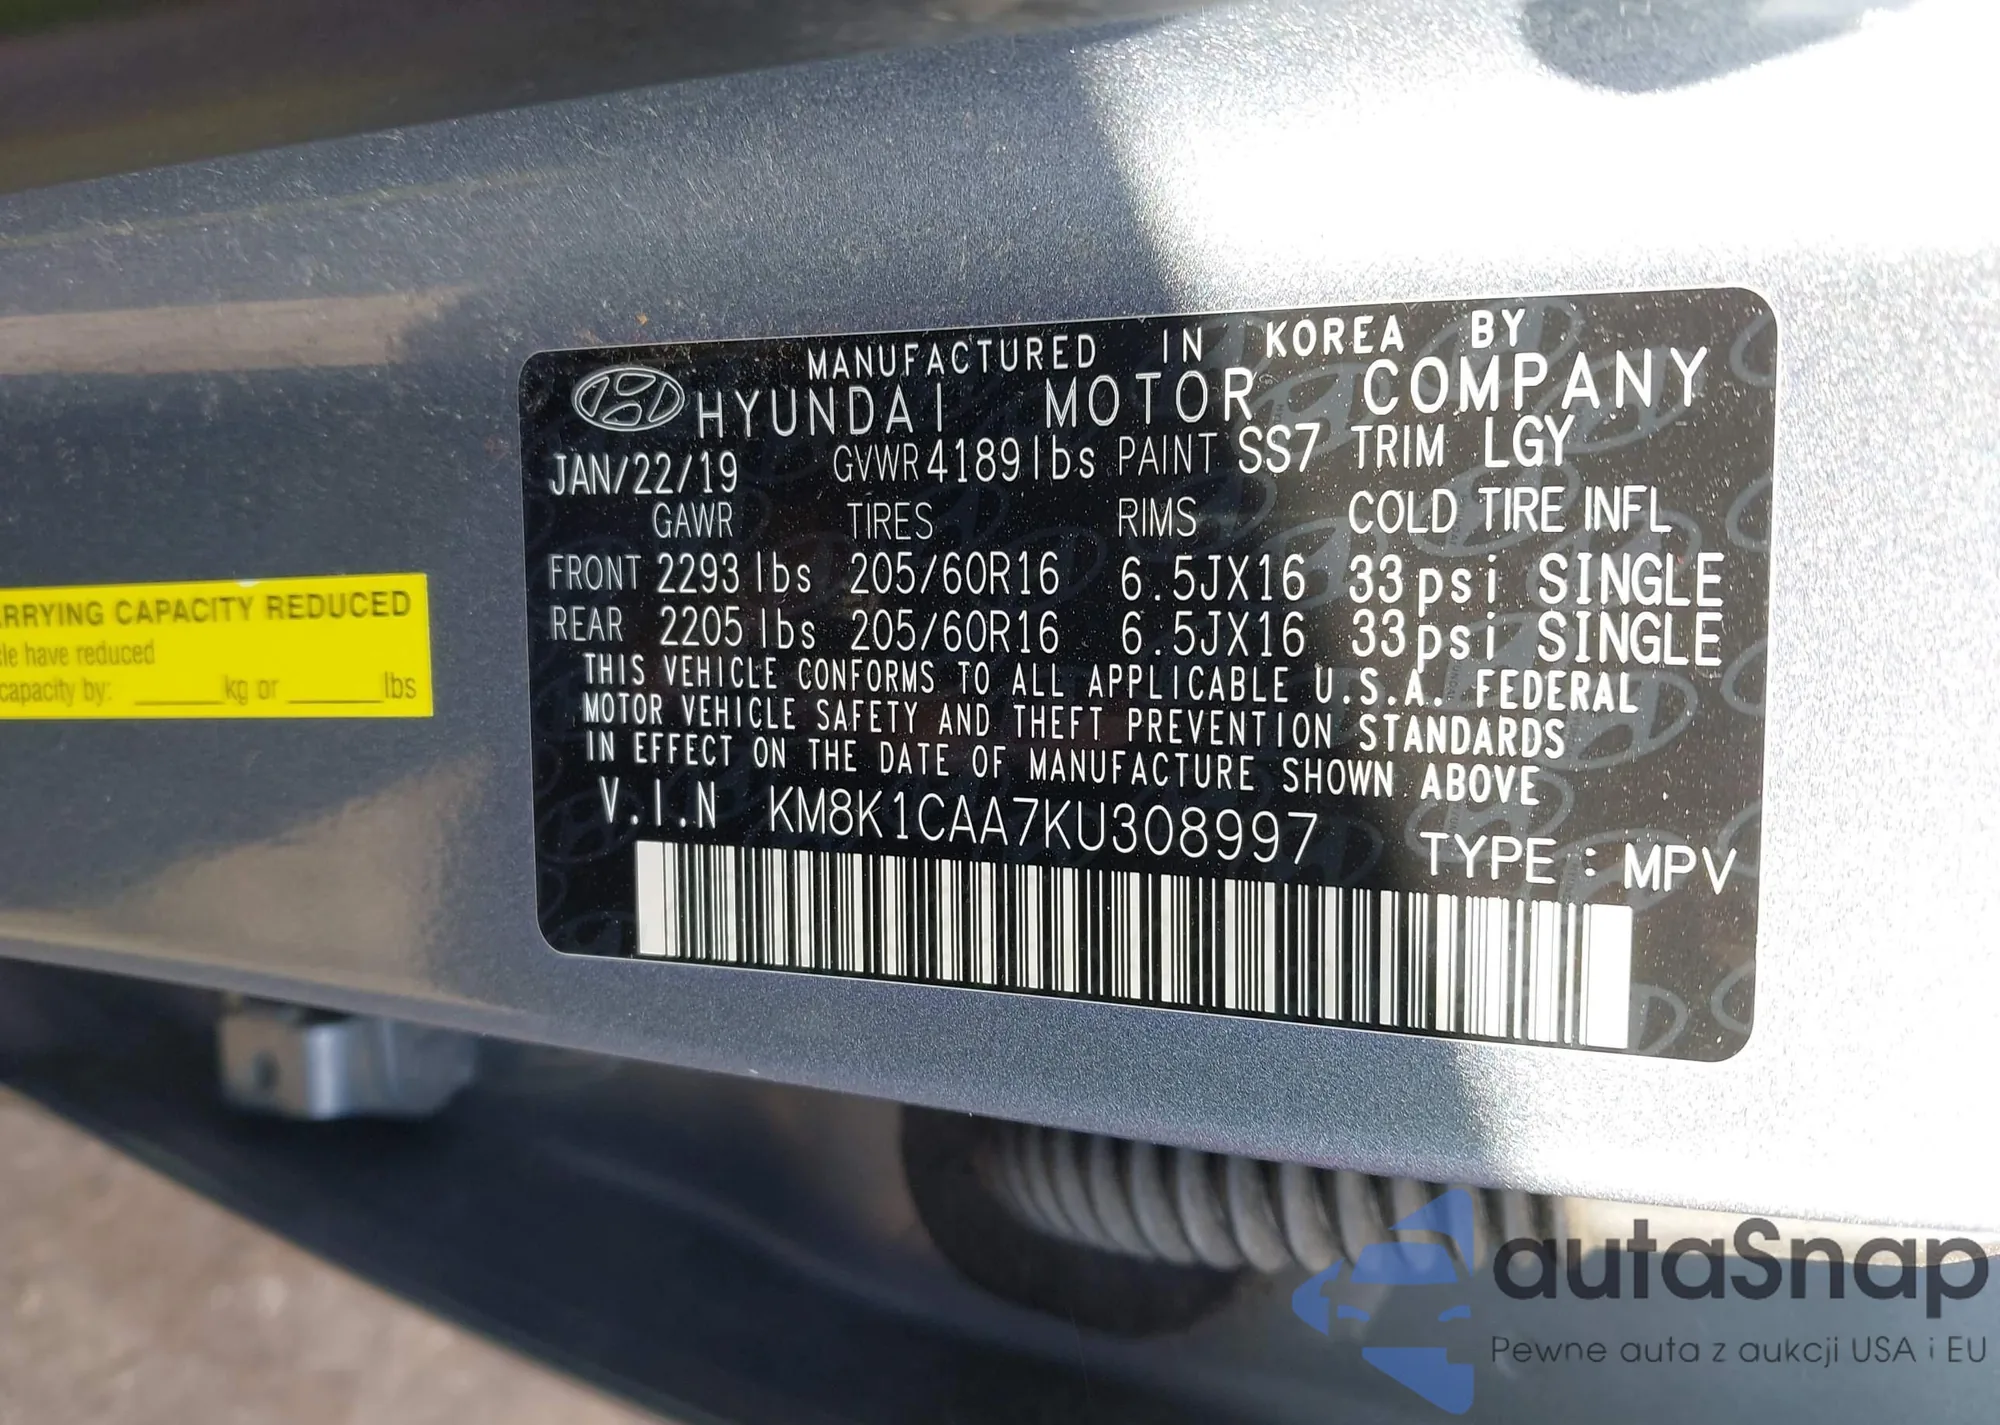 MANUFACTURED IN KOREA BY
HYUNDAI MOTOR COMPANY
JAN/22/19 GVWR 4189 lbs PAINT SS7 TRIM LGY
GAWR TIRES RIMS COLD TIRE INFL
FRONT 2293 lbs 205/60R16 6.5JX16 33psi SINGLE
REAR 2205 lbs 205/60R16 6.5JX16 33psi SINGLE
THIS VEHICLE CONFORMS TO ALL APPLICABLE U.S.A. FEDERAL
MOTOR VEHICLE SAFETY AND THEFT PREVENTION STANDARDS
IN EFFECT ON THE DATE OF MANUFACTURE SHOWN ABOVE
V.I.N KM8K1CAA7KU308997
TYPE : MPV
CAPACITY REDUCED
have reduced
capacity by: ______kg or ______lbs
autaSnap
Pewne auta z aukcji USA i EU